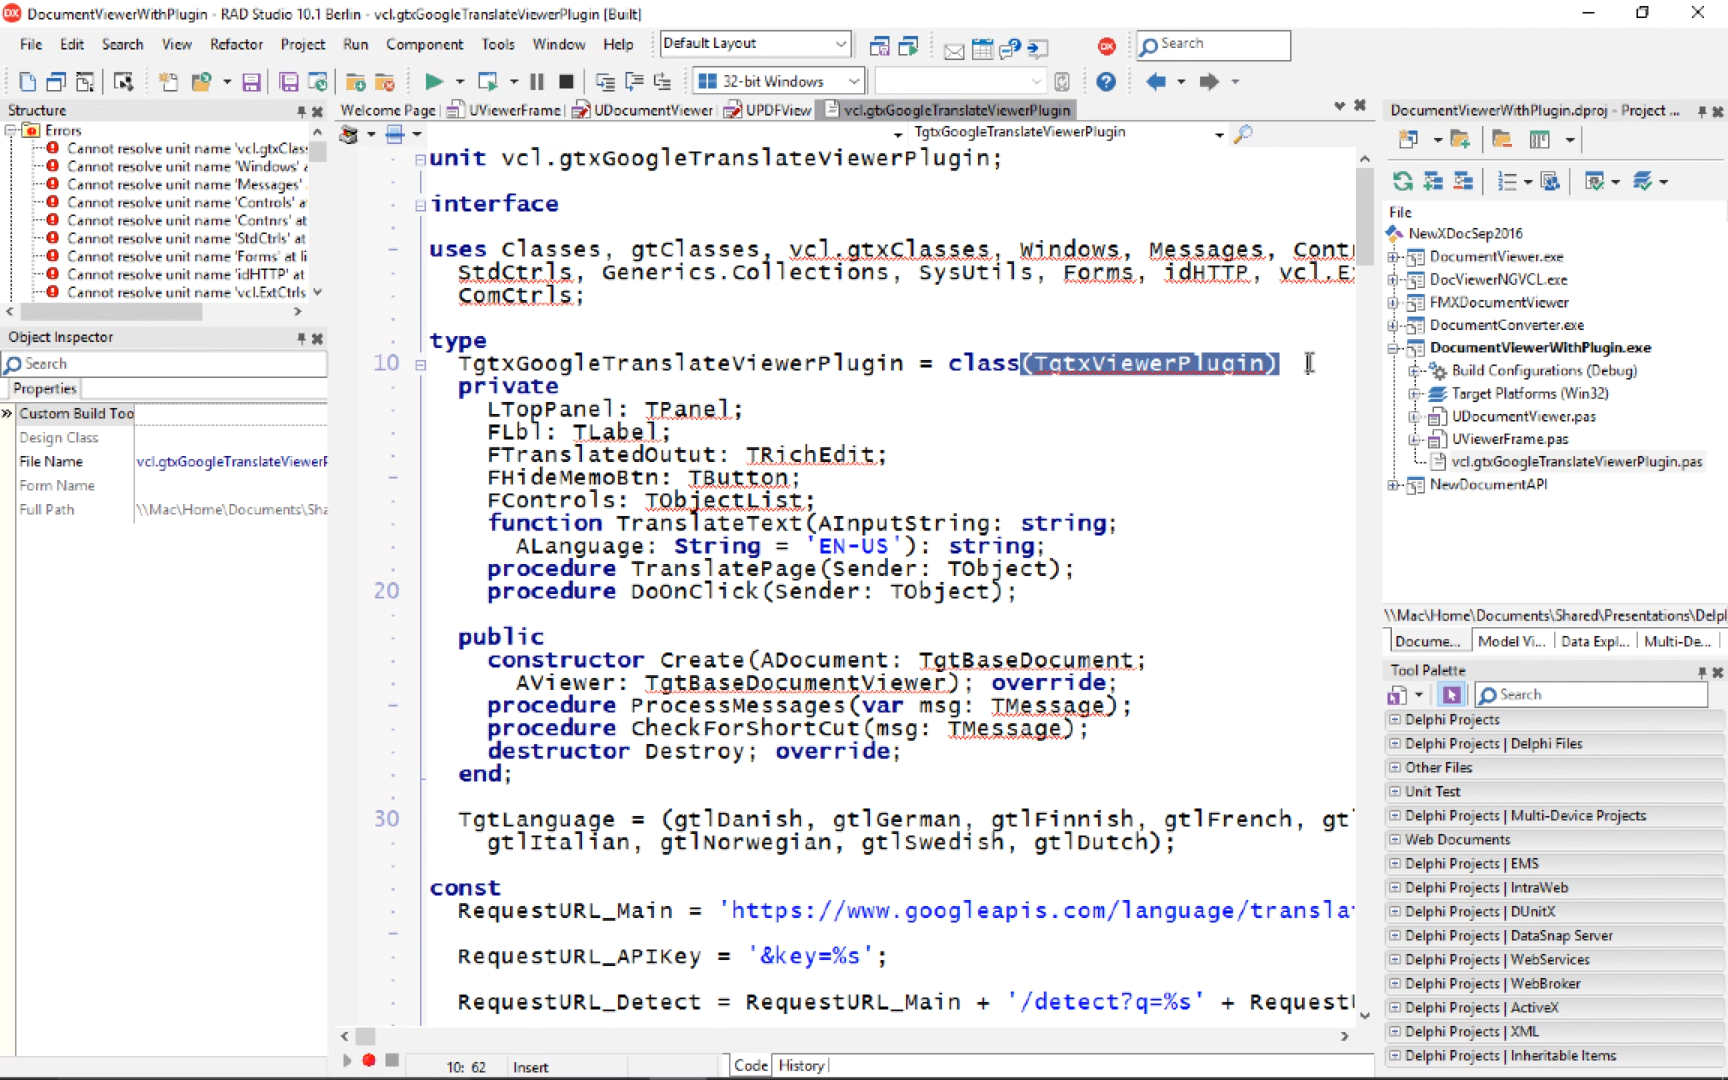 DX DocumentViewerWithPlugin - RAD Studio 10.1 Berlin - vcl.gtxGoogleTranslateViewerPlugin [Built]
File Edit Search View Refactor Project Run Component Tools Window Help Default Layout DX Search
32-bit Windows
Structure
Errors
Cannot resolve unit name 'vcl.gtxClas
Cannot resolve unit name 'Windows'
Cannot resolve unit name 'Messages'
Cannot resolve unit name 'Controls' at
Cannot resolve unit name 'Contnrs' at
Cannot resolve unit name 'StdCtrls' at
Cannot resolve unit name 'Forms' at li
Cannot resolve unit name 'idHTTP' at
Cannot resolve unit name 'vcl.ExtCtrls
Object Inspector
Search
Properties
Custom Build Too
Design Class
File Name vcl.gtxGoogleTranslateViewerF
Form Name
Full Path \\Mac\Home\Documents\Sha
Welcome Page UViewerFrame UDocumentViewer UPDFView vcl.gtxGoogleTranslateViewerPlugin
TgtxGoogleTranslateViewerPlugin
unit vcl.gtxGoogleTranslateViewerPlugin;
interface
uses Classes, gtClasses, vcl.gtxClasses, Windows, Messages, Cont
StdCtrls, Generics.Collections, SysUtils, Forms, idHTTP, vcl.E
ComCtrls;
type
10 TgtxGoogleTranslateViewerPlugin = class(TgtxViewerPlugin)
private
LTopPanel: TPanel;
FLbl: TLabel;
FTranslatedOutut: TRichEdit;
FHideMemoBtn: TButton;
FControls: TObjectList;
function TranslateText(AInputString: string;
ALanguage: String = 'EN-US'): string;
procedure TranslatePage(Sender: TObject);
20 procedure DoOnClick(Sender: TObject);
public
constructor Create(ADocument: TgtBaseDocument;
AViewer: TgtBaseDocumentViewer); override;
procedure ProcessMessages(var msg: TMessage);
procedure CheckForShortCut(msg: TMessage);
destructor Destroy; override;
end;
30 TgtLanguage = (gtlDanish, gtlGerman, gtlFinnish, gtlFrench, gtl
gtlItalian, gtlNorwegian, gtlSwedish, gtlDutch);
const
RequestURL_Main = 'https://www.googleapis.com/language/transla
RequestURL_APIKey = '&key=%s';
RequestURL_Detect = RequestURL_Main + '/detect?q=%s' + RequestU
10: 62 Insert Code History
DocumentViewerWithPlugin.dproj - Project ...
File
NewXDocSep2016
DocumentViewer.exe
DocViewerNGVCL.exe
FMXDocumentViewer
DocumentConverter.exe
DocumentViewerWithPlugin.exe
Build Configurations (Debug)
Target Platforms (Win32)
UDocumentViewer.pas
UViewerFrame.pas
vcl.gtxGoogleTranslateViewerPlugin.pas
NewDocumentAPI
\\Mac\Home\Documents\Shared\Presentations\Delpl
Docume... Model Vi... Data Expl... Multi-De...
Tool Palette
Search
Delphi Projects
Delphi Projects | Delphi Files
Other Files
Unit Test
Delphi Projects | Multi-Device Projects
Web Documents
Delphi Projects | EMS
Delphi Projects | IntraWeb
Delphi Projects | DUnitX
Delphi Projects | DataSnap Server
Delphi Projects | WebServices
Delphi Projects | WebBroker
Delphi Projects | ActiveX
Delphi Projects | XML
Delphi Projects | Inheritable Items